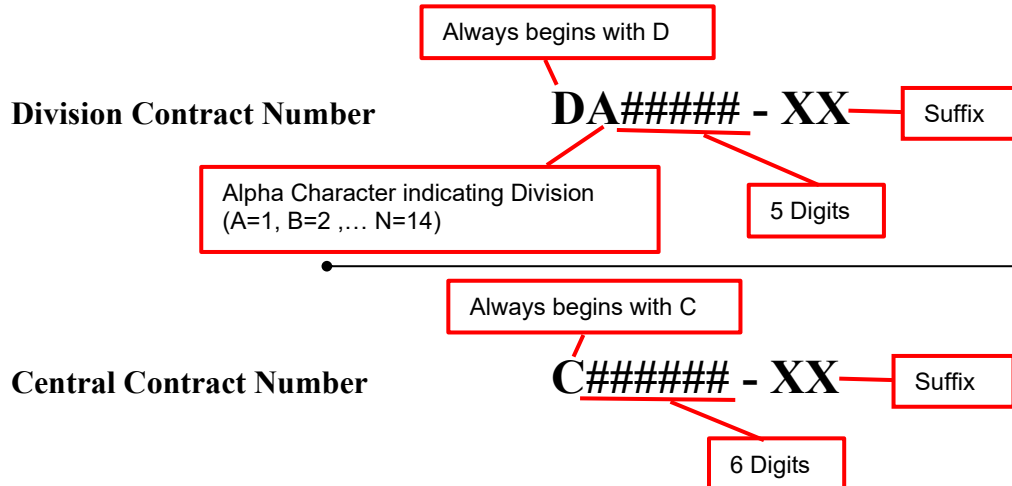 Always begins with D
Division Contract Number DA##### - XX Suffix
Alpha Character indicating Division
(A=1, B=2 ,… N=14)
5 Digits
Always begins with C
Central Contract Number C###### - XX Suffix
6 Digits